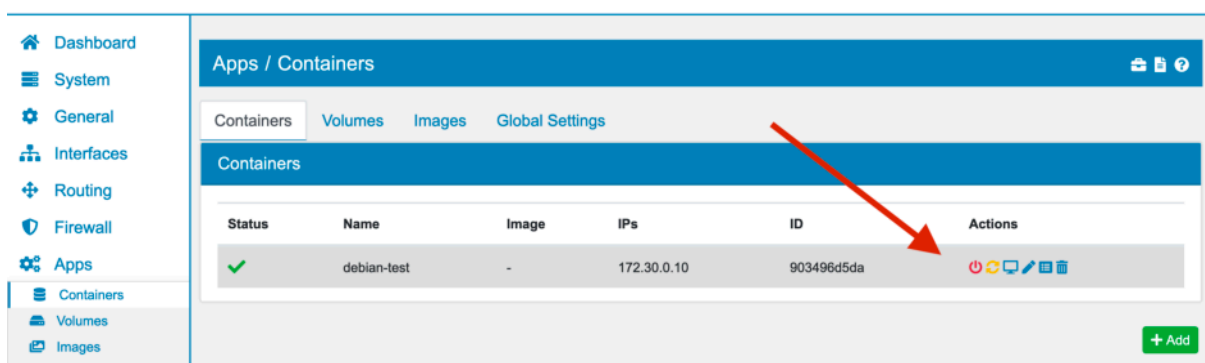 Dashboard
System
General
Interfaces
Routing
Firewall
Apps
Containers
Volumes
Images
Apps / Containers
Containers Volumes Images Global Settings
Containers
Status Name Image IPs ID Actions
debian-test - 172.30.0.10 903496d5da
+ Add